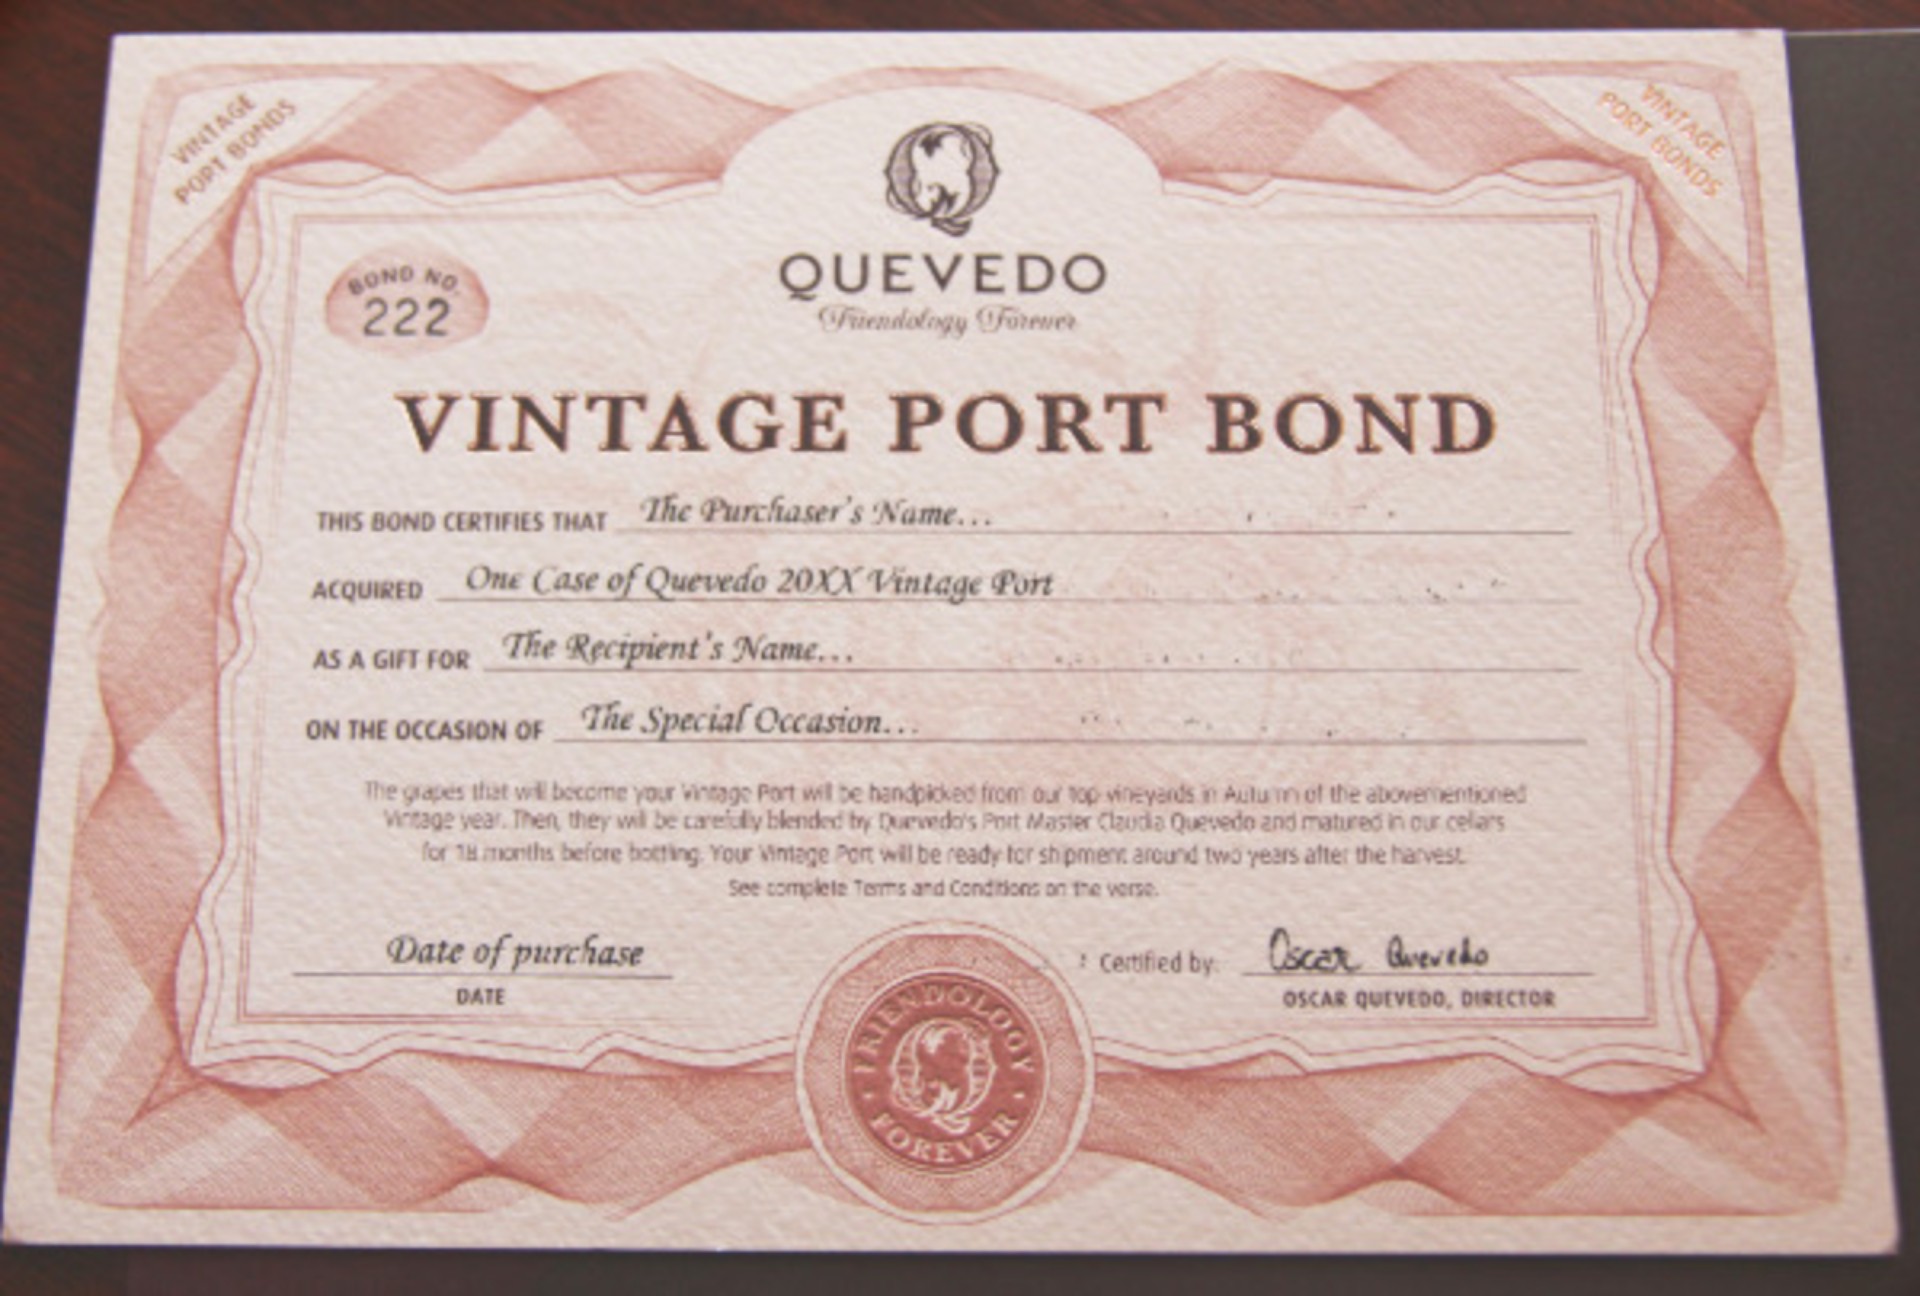 VINTAGE
PORT BONDS
VINTAGE
PORT BONDS
QUEVEDO
Friendology Forever
BOND NO.
222
VINTAGE PORT BOND
THIS BOND CERTIFIES THAT The Purchaser's Name...
ACQUIRED One Case of Quevedo 20XX Vintage Port
AS A GIFT FOR The Recipient's Name...
ON THE OCCASION OF The Special Occasion...
The grapes that will become your Vintage Port will be handpicked from our top vineyards in Autumn of the abovementioned
Vintage year. Then, they will be carefully blended by Quevedo's Port Master Claudia Quevedo and matured in our cellars
for 18 months before bottling. Your Vintage Port will be ready for shipment around two years after the harvest.
See complete Terms and Conditions on the verse.
Date of purchase
DATE
Certified by: Oscar Quevedo
OSCAR QUEVEDO, DIRECTOR
FRIENDOLOGY
FOREVER